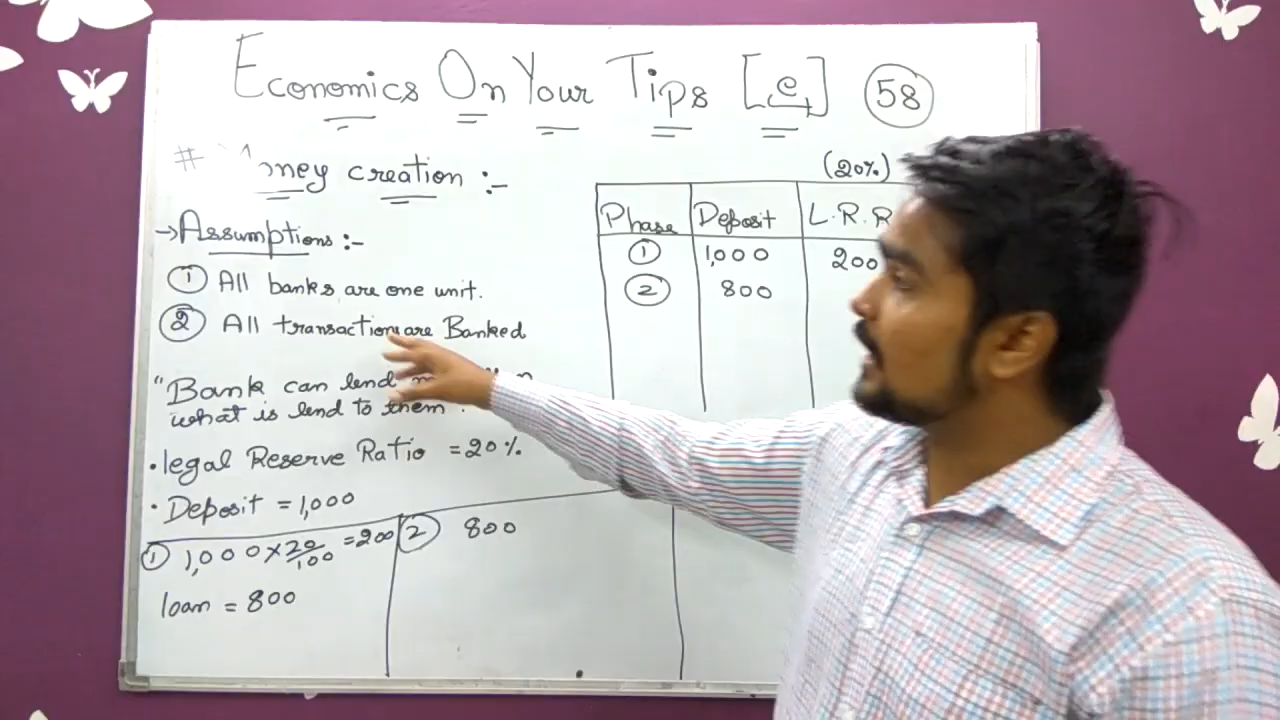 Economics On Your Tips [e] 58
# Money creation :-
→ Assumptions :-
① All banks are one unit.
② All transaction are Banked
"Bank can lend
what is lend to them.
• legal Reserve Ratio = 20%
• Deposit = 1,000
① 1,000 × 20/100 = 200
loan = 800
② 800
(20%)
Phase Deposit L.R.R
① 1,000 200
② 800